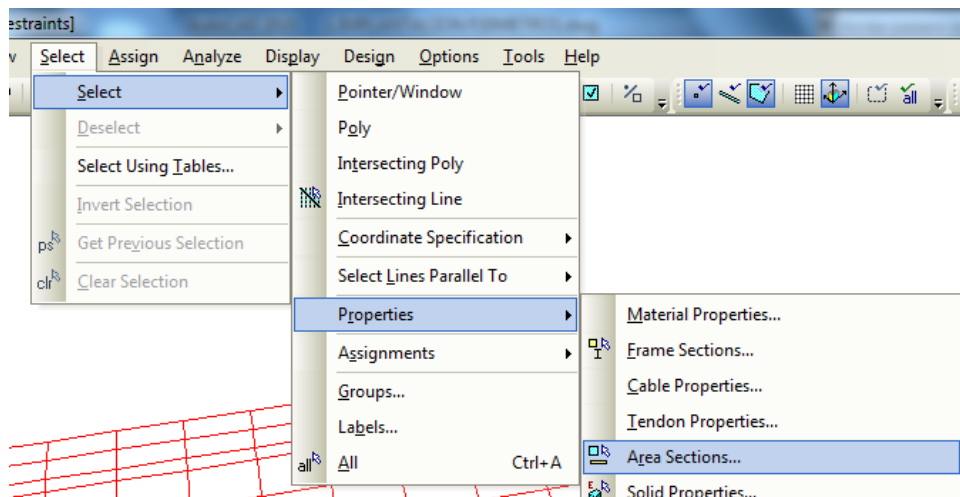 estraints]
w Select Assign Analyze Display Design Options Tools Help
Select
Deselect
Select Using Tables...
Invert Selection
ps Get Previous Selection
clr Clear Selection
Pointer/Window
Poly
Intersecting Poly
Intersecting Line
Coordinate Specification
Select Lines Parallel To
Properties
Assignments
Groups...
Labels...
all All Ctrl+A
Material Properties...
Frame Sections...
Cable Properties...
Tendon Properties...
Area Sections...
Solid Properties...
all